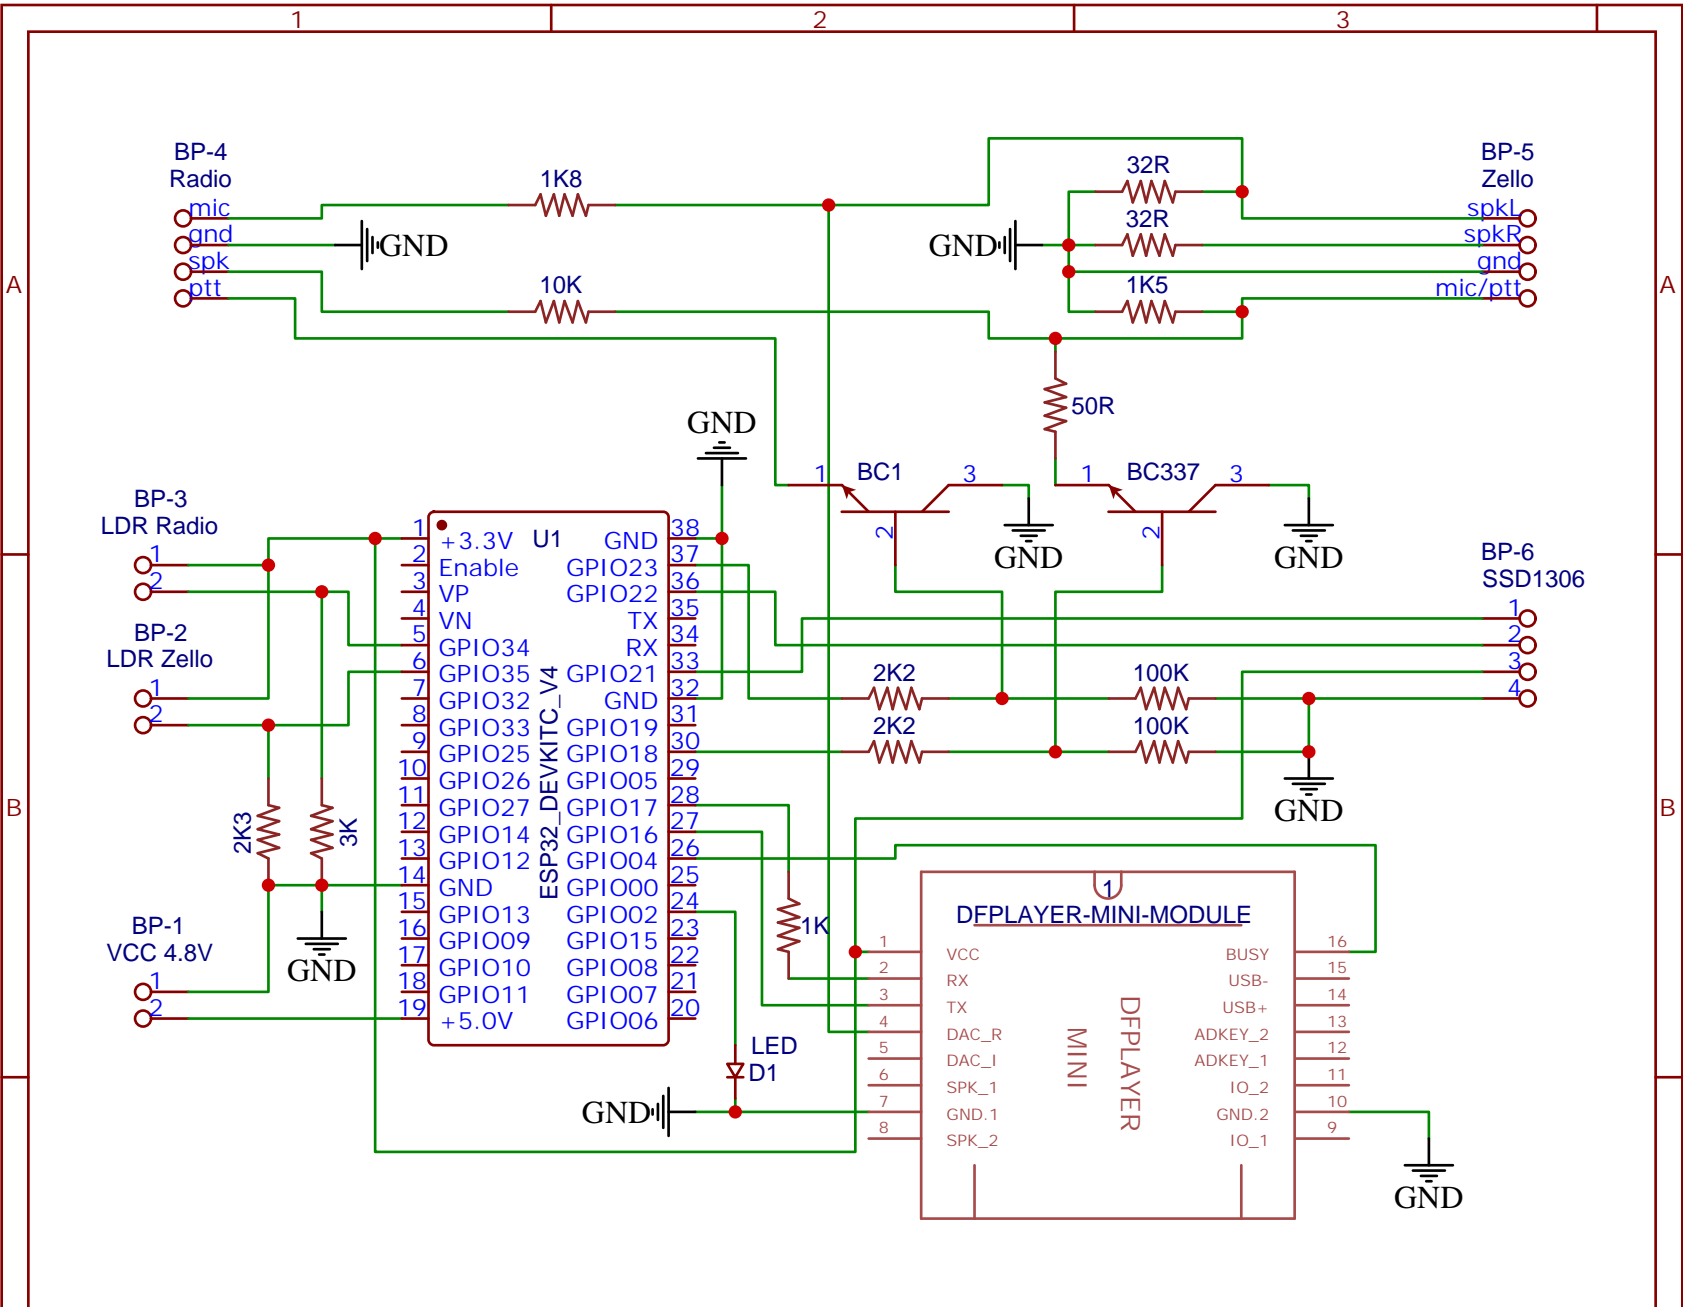 1 2 3
BP-4
Radio
mic
gnd
spk
ptt
1K8
GND
10K
32R
32R
GND
1K5
BP-5
Zello
spkL
spkR
gnd
mic/ptt
A A
50R
GND
1 BC1 3
2
GND
1 BC337 3
2
GND
BP-3
LDR Radio
1
2
BP-2
LDR Zello
1
2
2K3
3K
GND
BP-1
VCC 4.8V
1
2
U1
ESP32_DEVKITC_V4
1 +3.3V
2 Enable
3 VP
4 VN
5 GPIO34
6 GPIO35
7 GPIO32
8 GPIO33
9 GPIO25
10 GPIO26
11 GPIO27
12 GPIO14
13 GPIO12
14 GND
15 GPIO13
16 GPIO09
17 GPIO10
18 GPIO11
19 +5.0V
GND 38
GPIO23 37
GPIO22 36
TX 35
RX 34
GPIO21 33
GND 32
GPIO19 31
GPIO18 30
GPIO05 29
GPIO17 28
GPIO16 27
GPIO04 26
GPIO00 25
GPIO02 24
GPIO15 23
GPIO08 22
GPIO07 21
GPIO06 20
BP-6
SSD1306
1
2
3
4
2K2 100K
2K2 100K
GND
B B
1K
LED
D1
GND
1
DFPLAYER-MINI-MODULE
1 VCC
2 RX
3 TX
4 DAC_R
5 DAC_I
6 SPK_1
7 GND.1
8 SPK_2
DFPLAYER
MINI
BUSY 16
USB- 15
USB+ 14
ADKEY_2 13
ADKEY_1 12
IO_2 11
GND.2 10
IO_1 9
GND